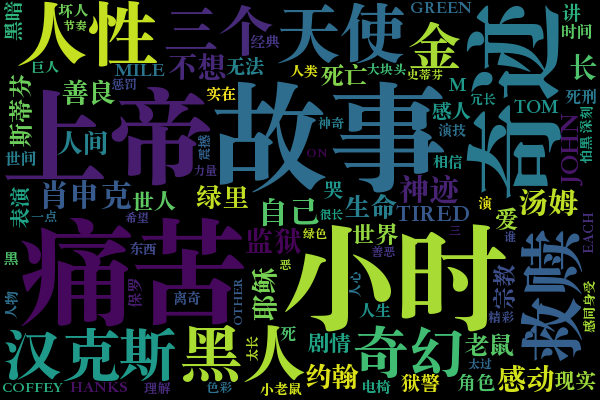 黑暗 坏人 节奏 人性 三个 经典 天使 GREEN 金 奇迹 讲 时间
巨人 MILE 不想 无法 人类 大块头 史蒂芬 长
斯蒂芬 善良 惩罚 实在 死亡 M 冗长 TOM 死刑
上帝 故事 神奇 感人 演技 JOHN 怕黑 深刻
世间 人间 震撼 力量 ON 相信
表演 肖申克 世人 绿里 哭 神迹 演 汤姆
一点 希望 自己 很长 生命 TIRED 爱 谁 EACH
痛苦 监狱 绿色 世界 三 小时 救赎
黑 东西 善恶 宗教
人物 保罗 离奇 OTHER 耶稣 恶 人心 精彩 感同身受
汉克斯 黑人 太长 死 剧情 人生 奇幻 老鼠
COFFEY HANKS 理解 色彩 小老鼠 约翰 电椅 狱警 太过 角色 感动 现实